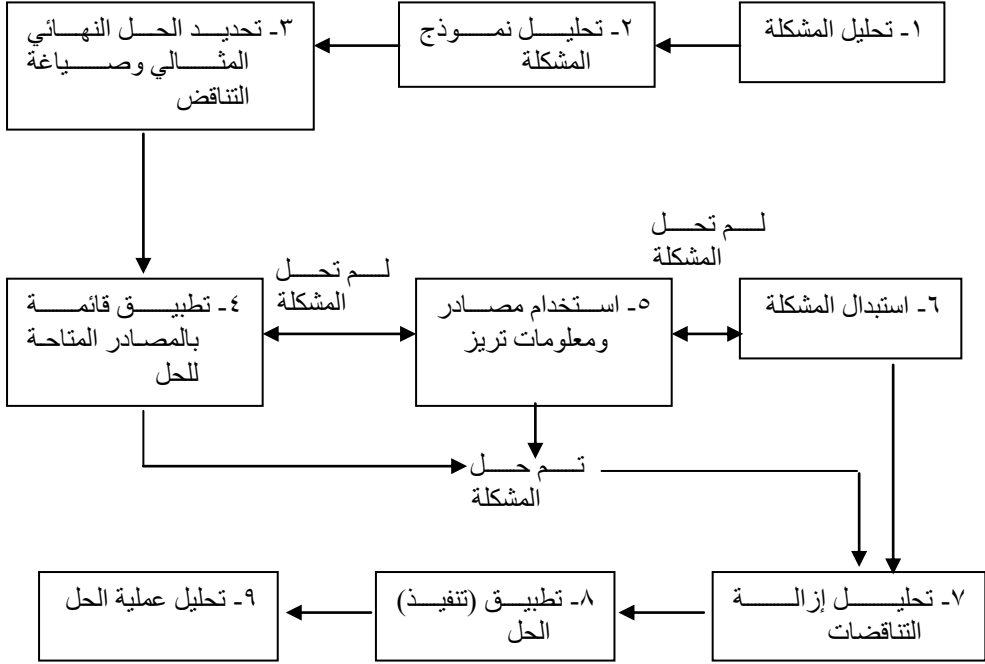 ١- تحليل المشكلة
٢- تحليل نموذج
المشكلة
٣- تحديد الحل النهائي
المثالي وصياغة
التناقض
لم تحل
المشكلة
لم تحل
المشكلة
٤- تطبيق قائمة
بالمصادر المتاحة
للحل
٥- استخدام مصادر
ومعلومات تريز
٦- استبدال المشكلة
تم حل
المشكلة
٧- تحليل إزالة
التناقضات
٨- تطبيق (تنفيذ)
الحل
٩- تحليل عملية الحل